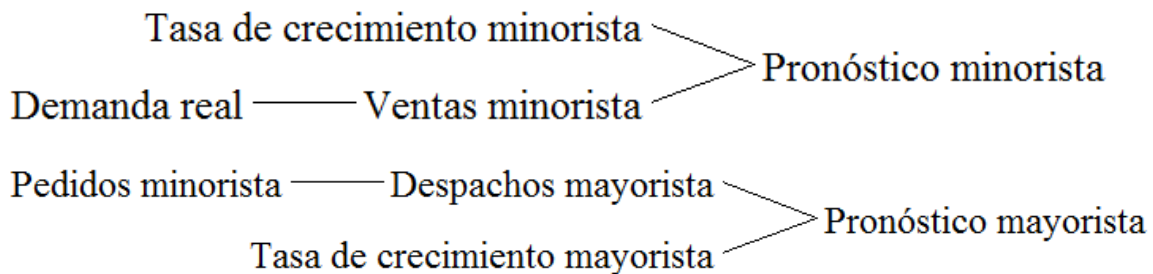 Tasa de crecimiento minorista
Pronóstico minorista
Demanda real
Ventas minorista
Pedidos minorista
Despachos mayorista
Pronóstico mayorista
Tasa de crecimiento mayorista